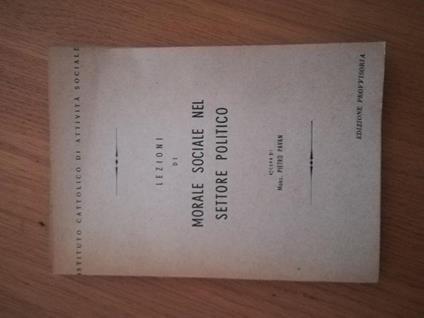 ISTITUTO CATTOLICO DI ATTIVITÀ SOCIALE
LEZIONI
DI
MORALE SOCIALE NEL
SETTORE POLITICO
A CURA DI
MONS. PIETRO PAVAN
EDIZIONE PROVVISORIA